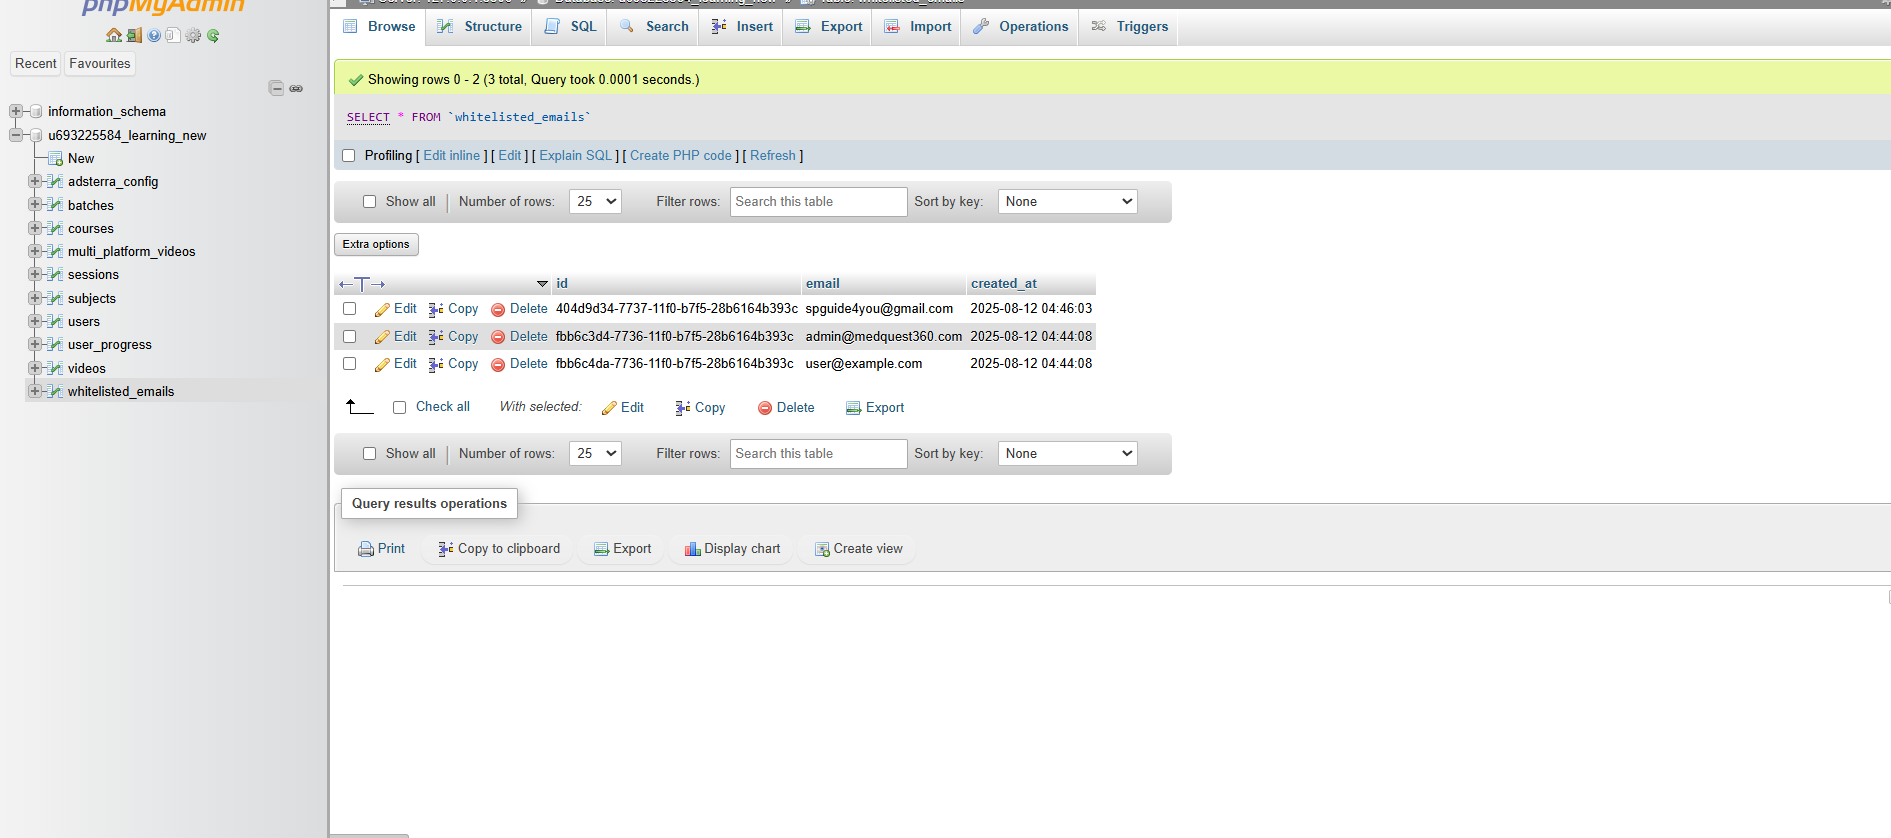 phpMyAdmin
Recent Favourites
information_schema
u693225584_learning_new
New
adsterra_config
batches
courses
multi_platform_videos
sessions
subjects
users
user_progress
videos
whitelisted_emails
Browse Structure SQL Search Insert Export Import Operations Triggers
Showing rows 0 - 2 (3 total, Query took 0.0001 seconds.)
SELECT * FROM `whitelisted_emails`
Profiling [ Edit inline ] [ Edit ] [ Explain SQL ] [ Create PHP code ] [ Refresh ]
Show all Number of rows: 25 Filter rows: Search this table Sort by key: None
Extra options
id email created_at
Edit Copy Delete 404d9d34-7737-11f0-b7f5-28b6164b393c spguide4you@gmail.com 2025-08-12 04:46:03
Edit Copy Delete fbb6c3d4-7736-11f0-b7f5-28b6164b393c admin@medquest360.com 2025-08-12 04:44:08
Edit Copy Delete fbb6c4da-7736-11f0-b7f5-28b6164b393c user@example.com 2025-08-12 04:44:08
Check all With selected: Edit Copy Delete Export
Show all Number of rows: 25 Filter rows: Search this table Sort by key: None
Query results operations
Print Copy to clipboard Export Display chart Create view